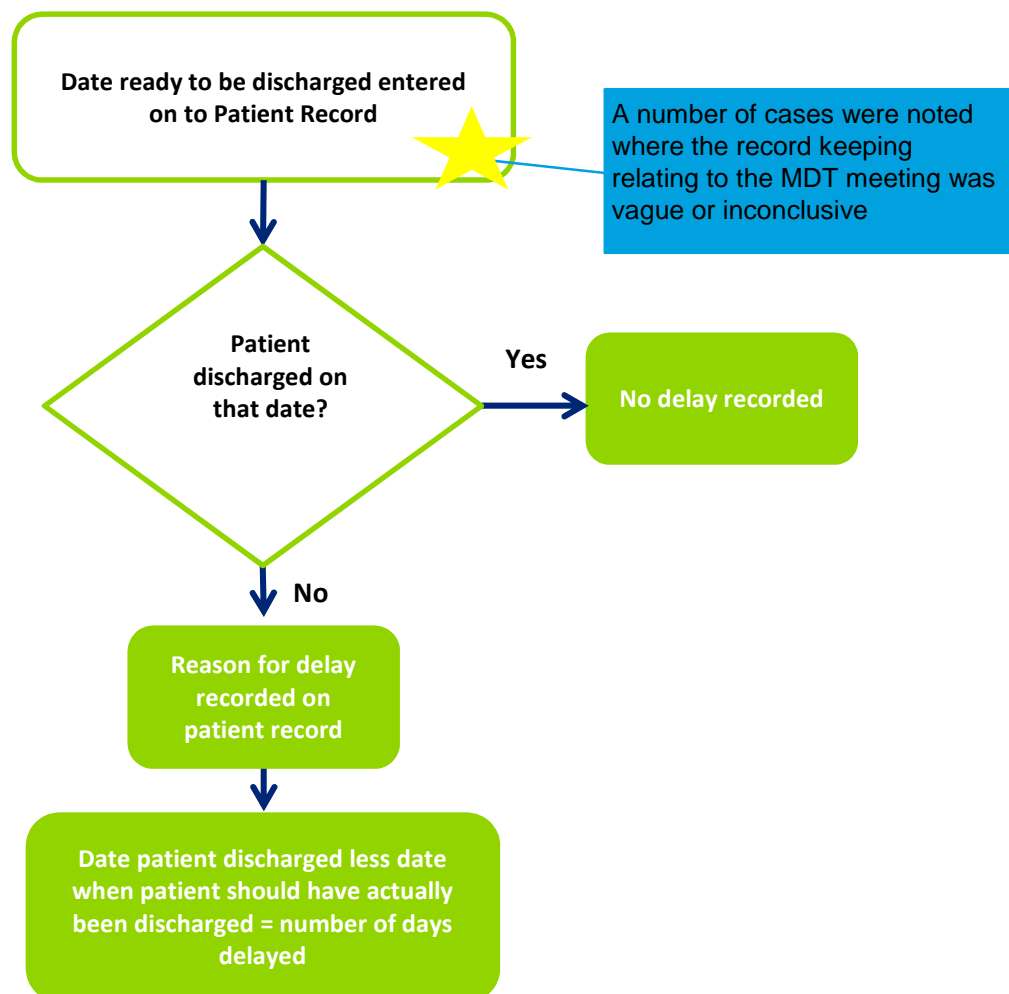 Date ready to be discharged entered
on to Patient Record
A number of cases were noted
where the record keeping
relating to the MDT meeting was
vague or inconclusive
Patient
discharged on
that date?
Yes
No delay recorded
No
Reason for delay
recorded on
patient record
Date patient discharged less date
when patient should have actually
been discharged = number of days
delayed